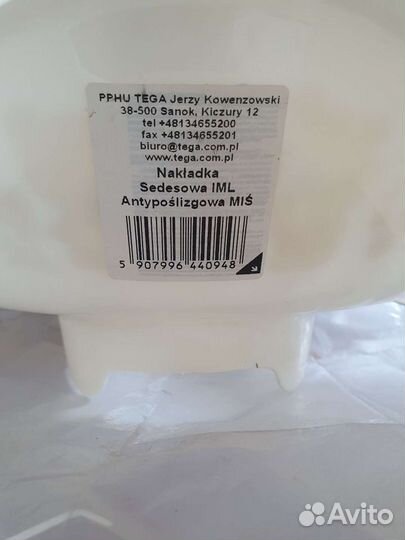 PPHU TEGA Jerzy Kowenzowski
38-500 Sanok, Kiczury 12
tel +48134655200
fax +48134655201
biuro@tega.com.pl
www.tega.com.pl
Nakładka
Sedesowa IML
Antypoślizgowa MIŚ
5 907996 440948
Avito